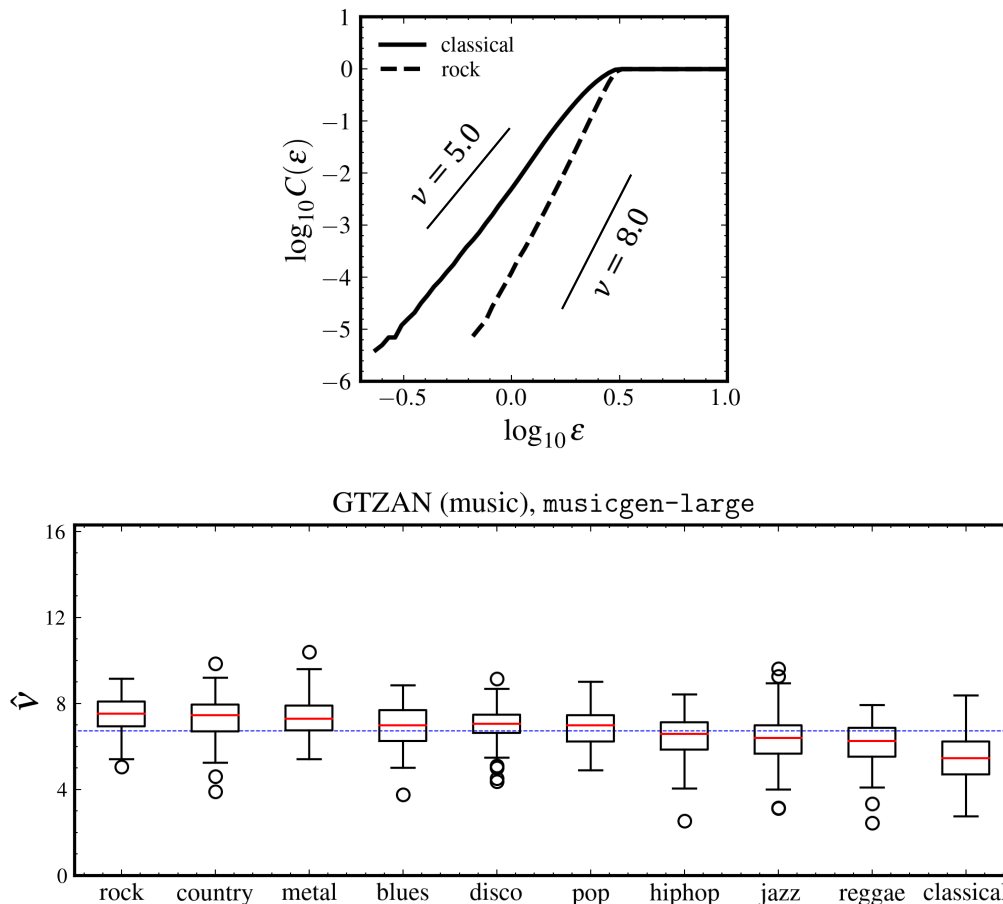 1
0
−1
−2
−3
−4
−5
−6
log₁₀ C(ε)
classical
rock
ν = 5.0
ν = 8.0
−0.5 0.0 0.5 1.0
log₁₀ ε
GTZAN (music), musicgen-large
16
12
8
4
0
ν̂
rock country metal blues disco pop hiphop jazz reggae classical